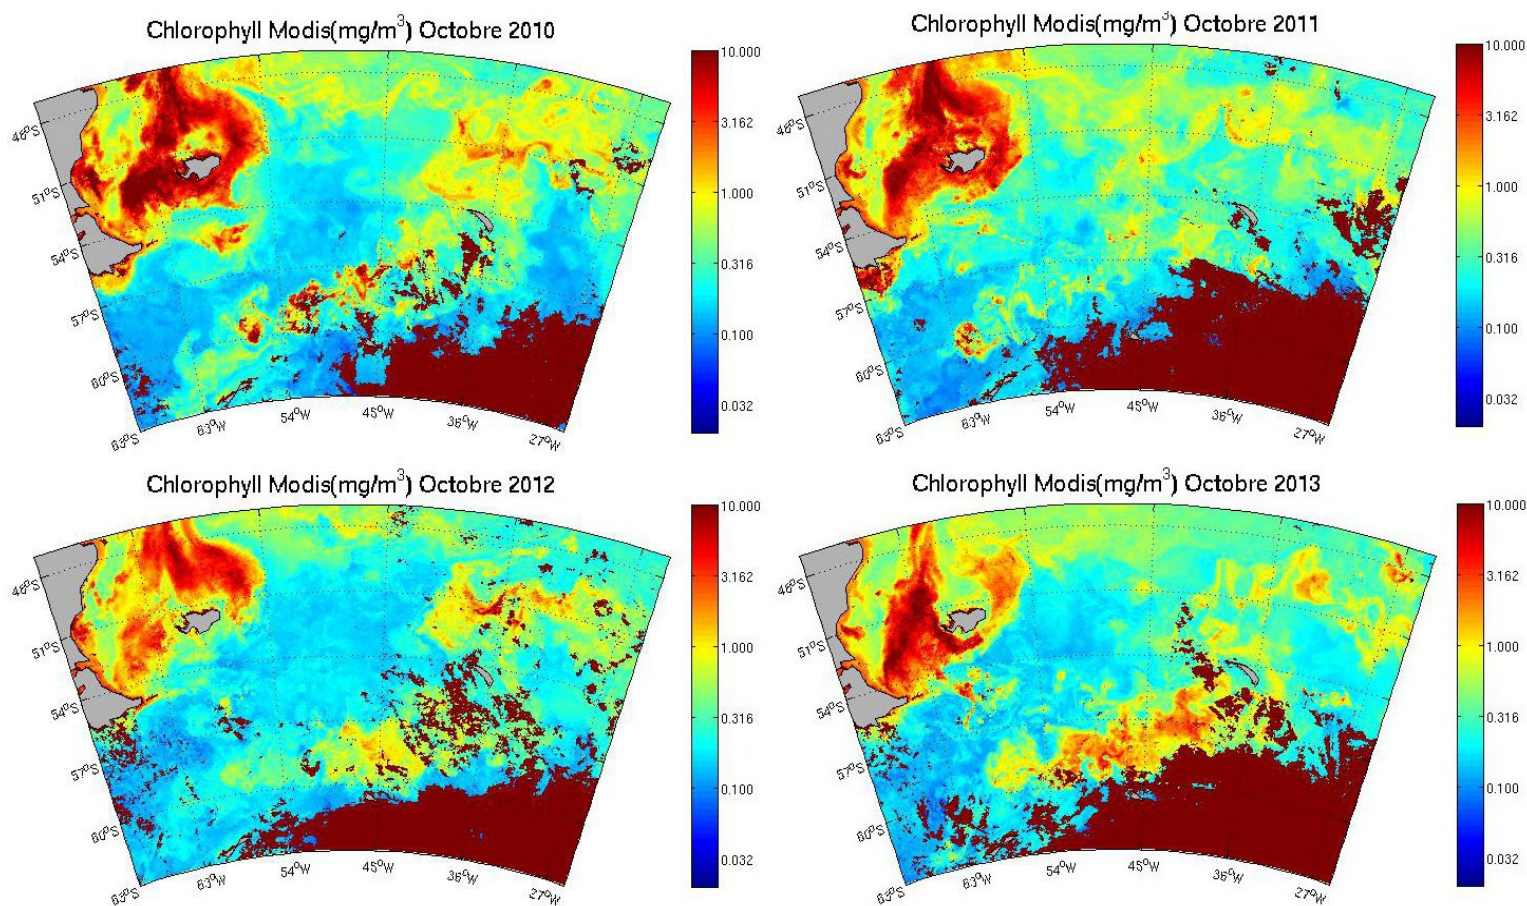 Chlorophyll Modis(mg/m³) Octobre 2010
10.000
3.162
1.000
0.316
0.100
0.032
46°S
51°S
54°S
57°S
60°S
63°S
63°W
54°W
45°W
36°W
27°W
Chlorophyll Modis(mg/m³) Octobre 2011
10.000
3.162
1.000
0.316
0.100
0.032
46°S
51°S
54°S
57°S
60°S
63°S
63°W
54°W
45°W
36°W
27°W
Chlorophyll Modis(mg/m³) Octobre 2012
10.000
3.162
1.000
0.316
0.100
0.032
46°S
51°S
54°S
57°S
60°S
63°S
63°W
54°W
45°W
36°W
27°W
Chlorophyll Modis(mg/m³) Octobre 2013
10.000
3.162
1.000
0.316
0.100
0.032
46°S
51°S
54°S
57°S
60°S
63°S
63°W
54°W
45°W
36°W
27°W